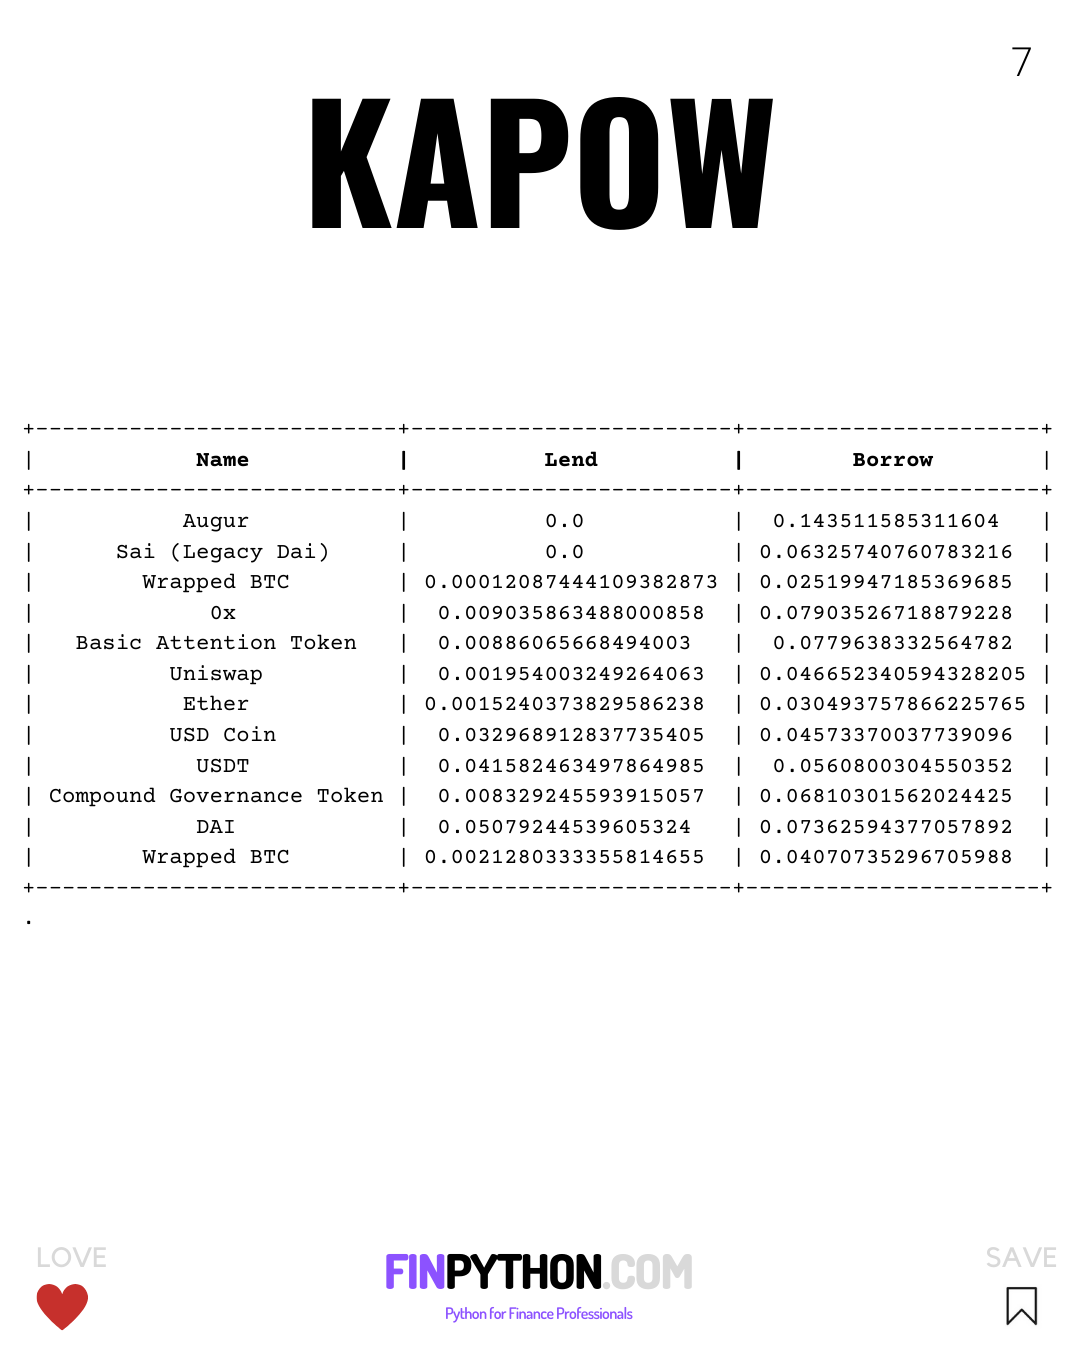 7
KAPOW
+---------------------------+------------------------+----------------------+
| Name | Lend | Borrow |
+---------------------------+------------------------+----------------------+
| Augur | 0.0 | 0.143511585311604 |
| Sai (Legacy Dai) | 0.0 | 0.06325740760783216 |
| Wrapped BTC | 0.00012087444109382873 | 0.02519947185369685 |
| 0x | 0.009035863488000858 | 0.07903526718879228 |
| Basic Attention Token | 0.00886065668494003 | 0.0779638332564782 |
| Uniswap | 0.001954003249264063 | 0.046652340594328205 |
| Ether | 0.0015240373829586238 | 0.030493757866225765 |
| USD Coin | 0.032968912837735405 | 0.04573370037739096 |
| USDT | 0.041582463497864985 | 0.0560800304550352 |
| Compound Governance Token | 0.008329245593915057 | 0.06810301562024425 |
| DAI | 0.05079244539605324 | 0.07362594377057892 |
| Wrapped BTC | 0.0021280333355814655 | 0.04070735296705988 |
+---------------------------+------------------------+----------------------+
.
LOVE
FINPYTHON.COM
Python for Finance Professionals
SAVE